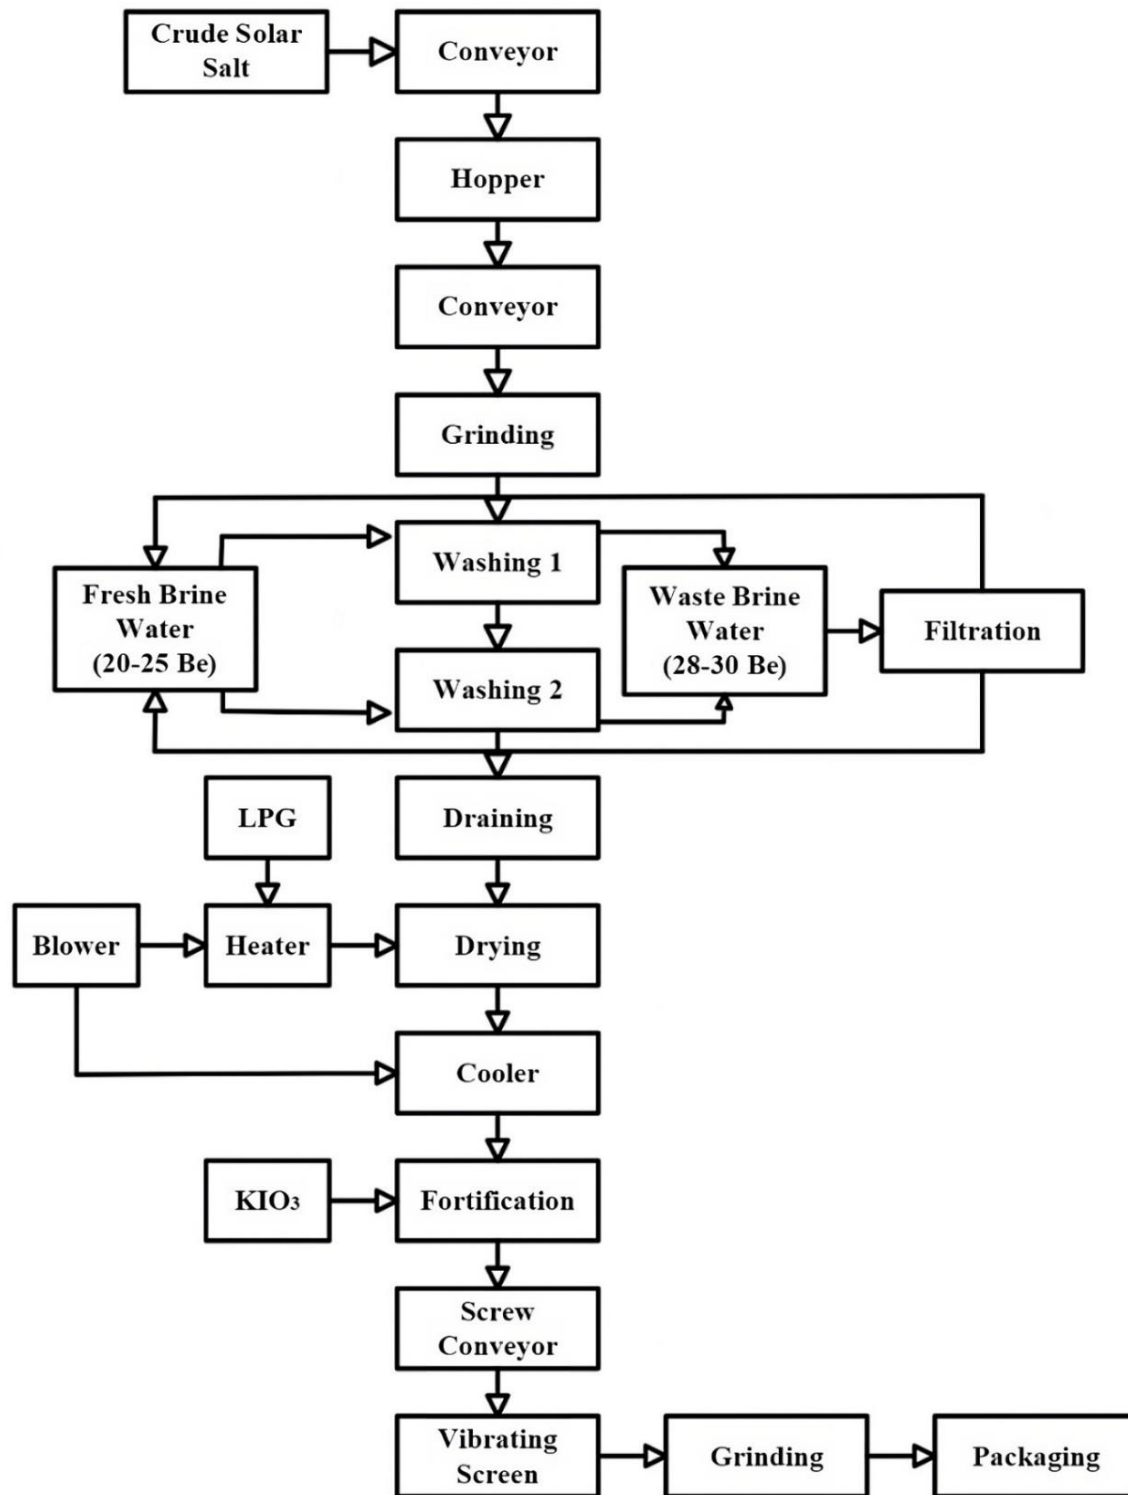 Crude Solar
Salt
Conveyor
Hopper
Conveyor
Grinding
Washing 1
Fresh Brine
Water
(20-25 Be)
Waste Brine
Water
(28-30 Be)
Filtration
Washing 2
LPG
Draining
Blower
Heater
Drying
Cooler
KIO₃
Fortification
Screw
Conveyor
Vibrating
Screen
Grinding
Packaging